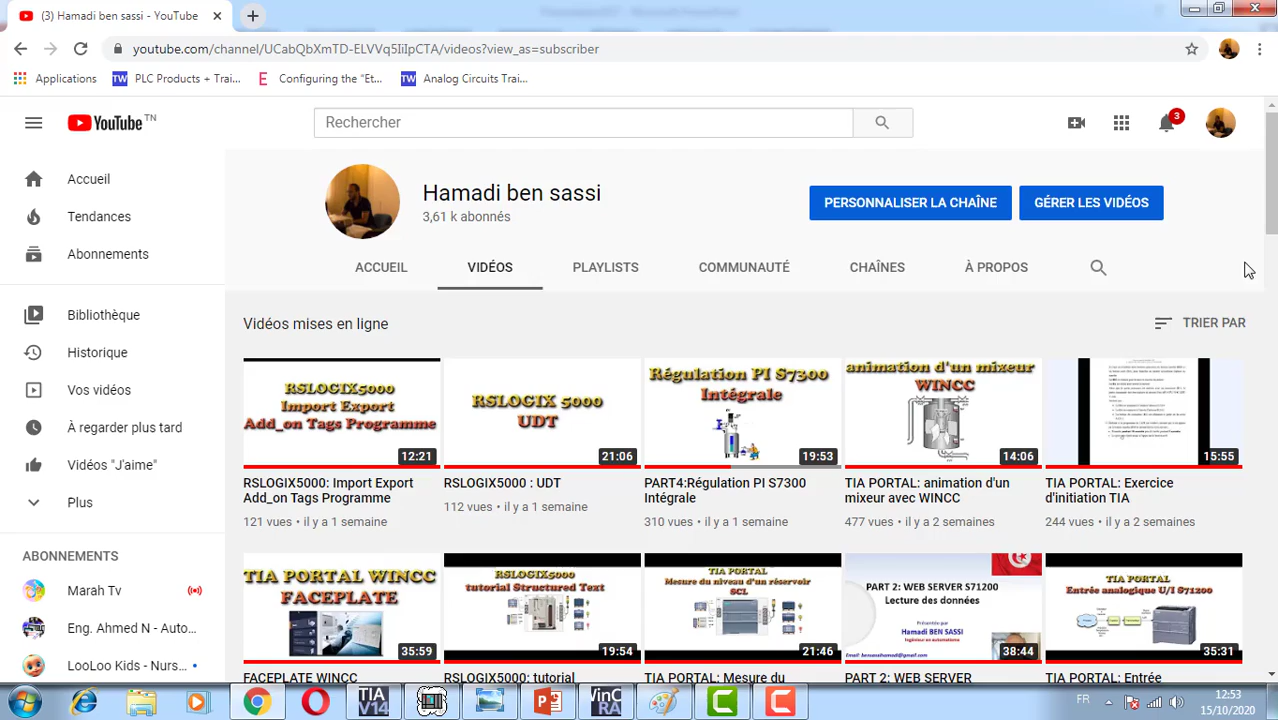 (3) Hamadi ben sassi - YouTube
youtube.com/channel/UCabQbXmTD-ELVVq5IiIpCTA/videos?view_as=subscriber
Applications
PLC Products + Trai...
Configuring the "Et...
Analog Circuits Trai...
YouTube TN
Rechercher
3
Accueil
Tendances
Abonnements
Bibliothèque
Historique
Vos vidéos
À regarder plus tard
Vidéos "J'aime"
Plus
ABONNEMENTS
Marah Tv
Eng. Ahmed N - Auto...
LooLoo Kids - Nurs...
Hamadi ben sassi
3,61 k abonnés
PERSONNALISER LA CHAÎNE
GÉRER LES VIDÉOS
ACCUEIL
VIDÉOS
PLAYLISTS
COMMUNAUTÉ
CHAÎNES
À PROPOS
Vidéos mises en ligne
TRIER PAR
RSLOGIX5000
Import Export
Add_on Tags Programme
12:21
RSLOGIX5000: Import Export
Add_on Tags Programme
121 vues • il y a 1 semaine
RSLOGIX 5000
UDT
21:06
RSLOGIX5000 : UDT
112 vues • il y a 1 semaine
Régulation PI S7300
Intégrale
19:53
PART4:Régulation PI S7300
Intégrale
310 vues • il y a 1 semaine
animation d'un mixeur
WINCC
14:06
TIA PORTAL: animation d'un
mixeur avec WINCC
477 vues • il y a 2 semaines
15:55
TIA PORTAL: Exercice
d'initiation TIA
244 vues • il y a 2 semaines
TIA PORTAL WINCC
FACEPLATE
35:59
FACEPLATE WINCC
RSLOGIX5000
tutorial Structured Text
19:54
RSLOGIX5000: tutorial
TIA PORTAL
Mesure du niveau d'un réservoir
SCL
21:46
TIA PORTAL: Mesure du
PART 2: WEB SERVER S71200
Lecture des données
Présentée par
Hamadi BEN SASSI
Ingénieur en automatisme
38:44
PART 2: WEB SERVER
TIA PORTAL
Entrée analogique U/I S71200
35:31
TIA PORTAL: Entrée
TIA
V14
VinC
RA
FR
12:53
15/10/2020